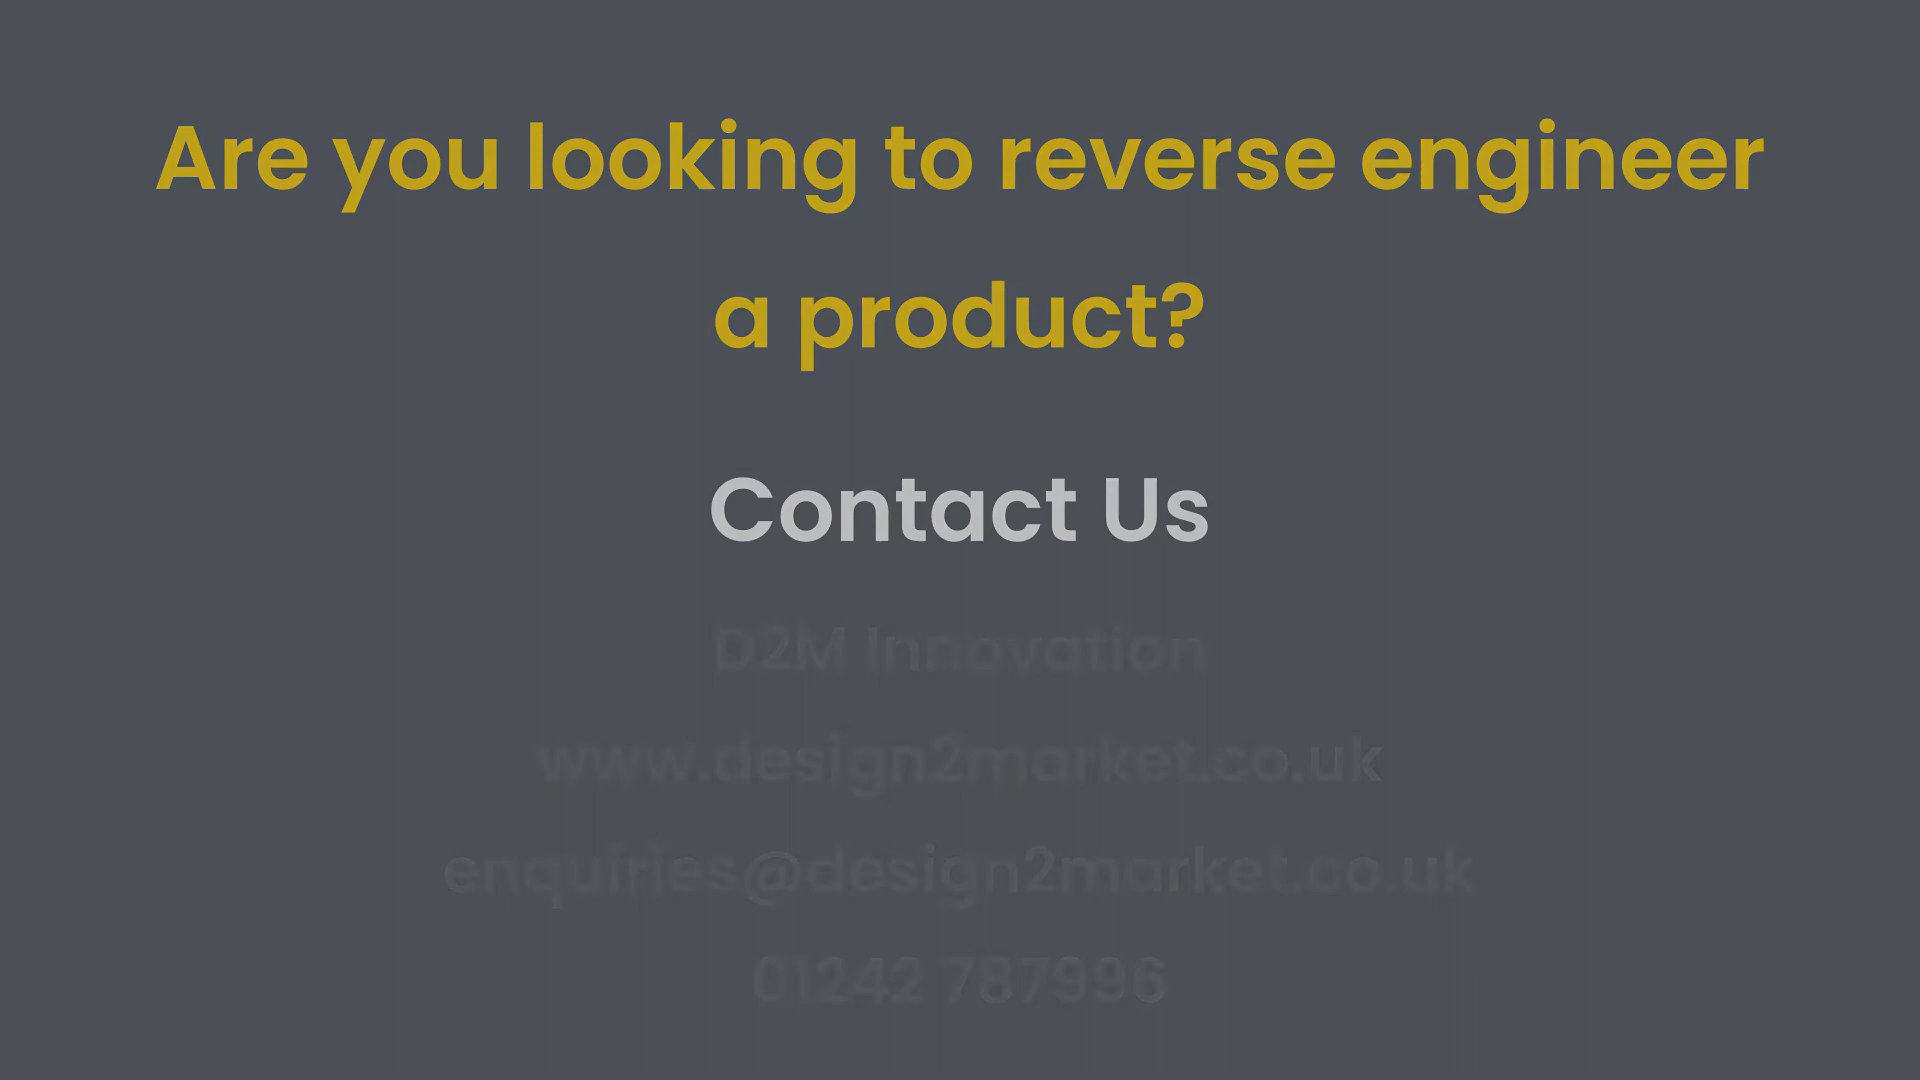 Are you looking to reverse engineer
a product?
Contact Us
D2M Innovation
www.design2market.co.uk
enquiries@design2market.co.uk
01242 787996